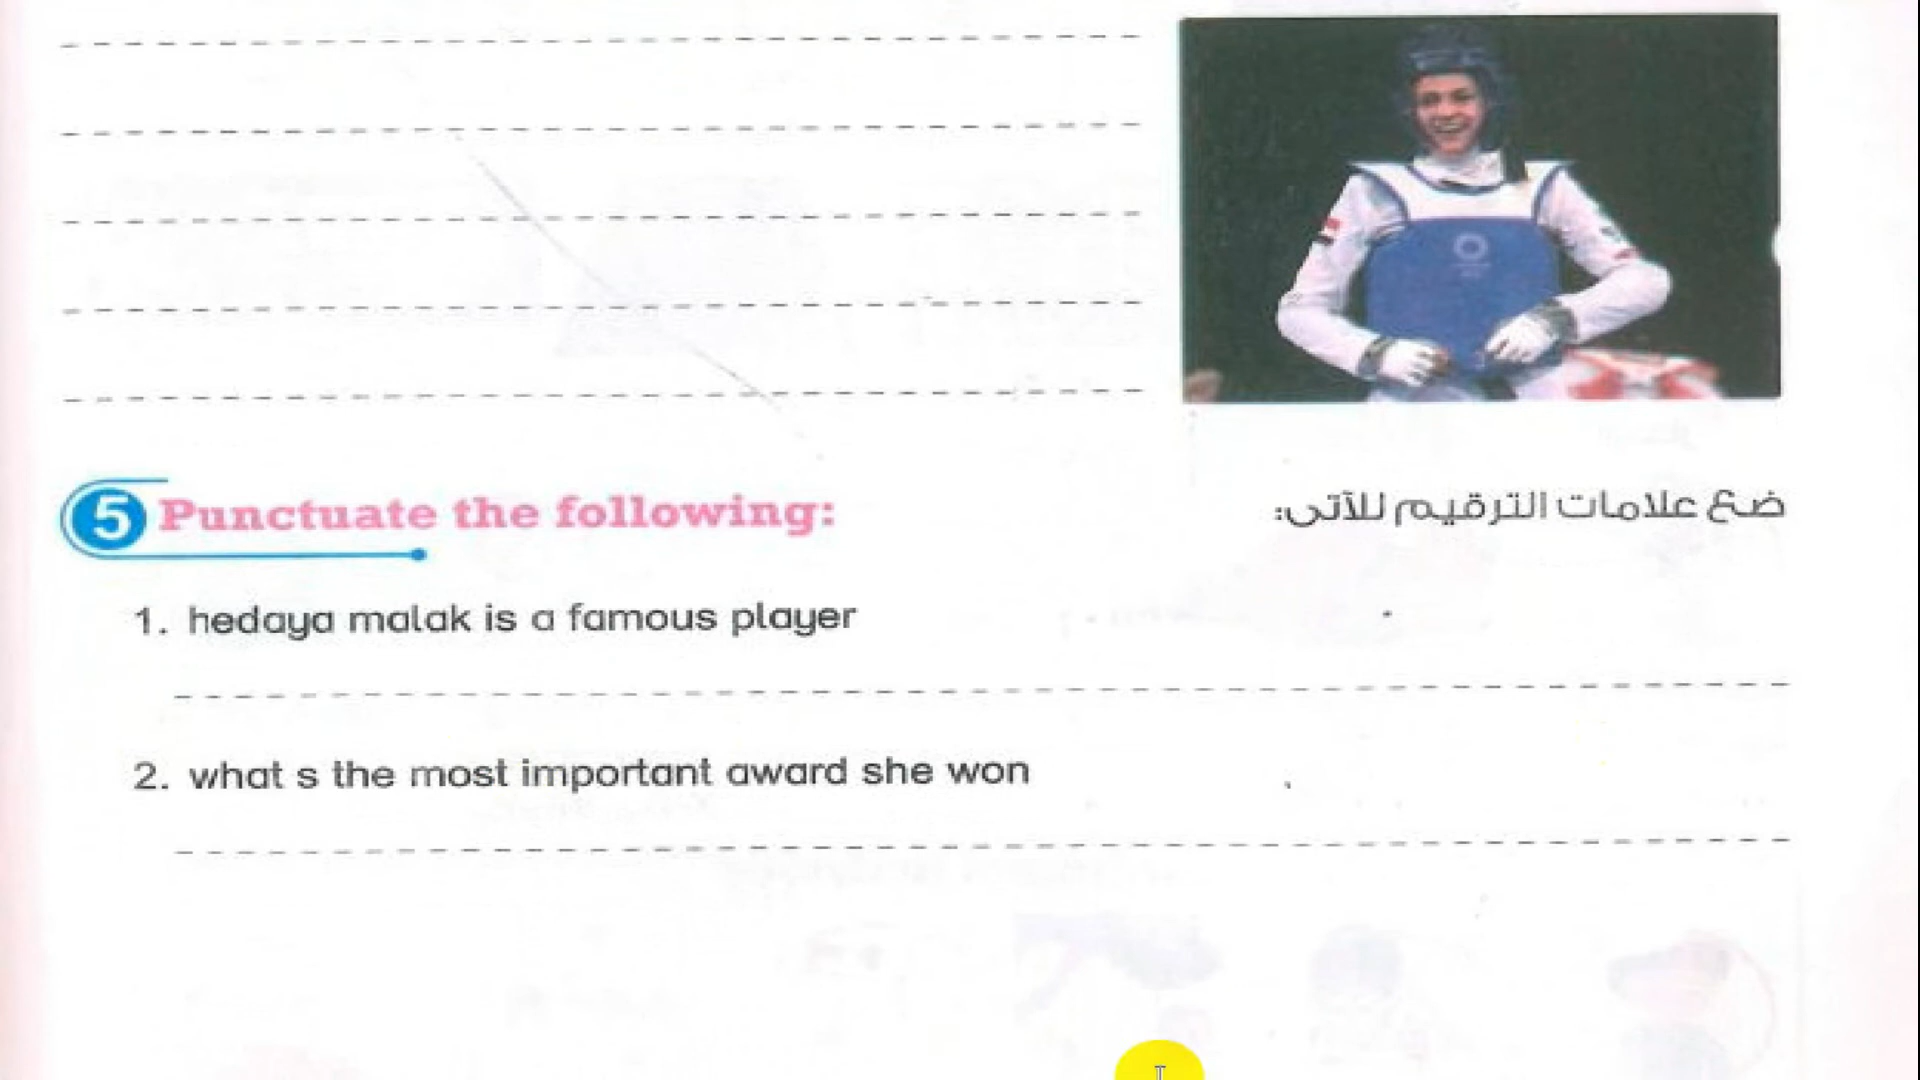 5 Punctuate the following:
ضع علامات الترقيم للآتى:
1. hedaya malak is a famous player
2. what s the most important award she won